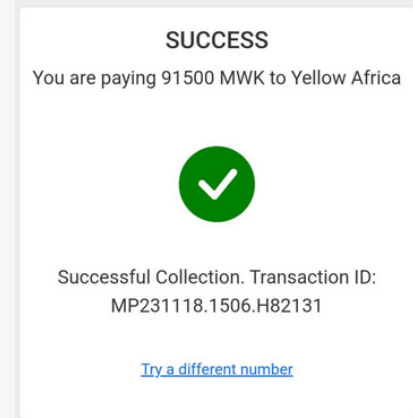 SUCCESS
You are paying 91500 MWK to Yellow Africa
Successful Collection. Transaction ID:
MP231118.1506.H82131
Try a different number